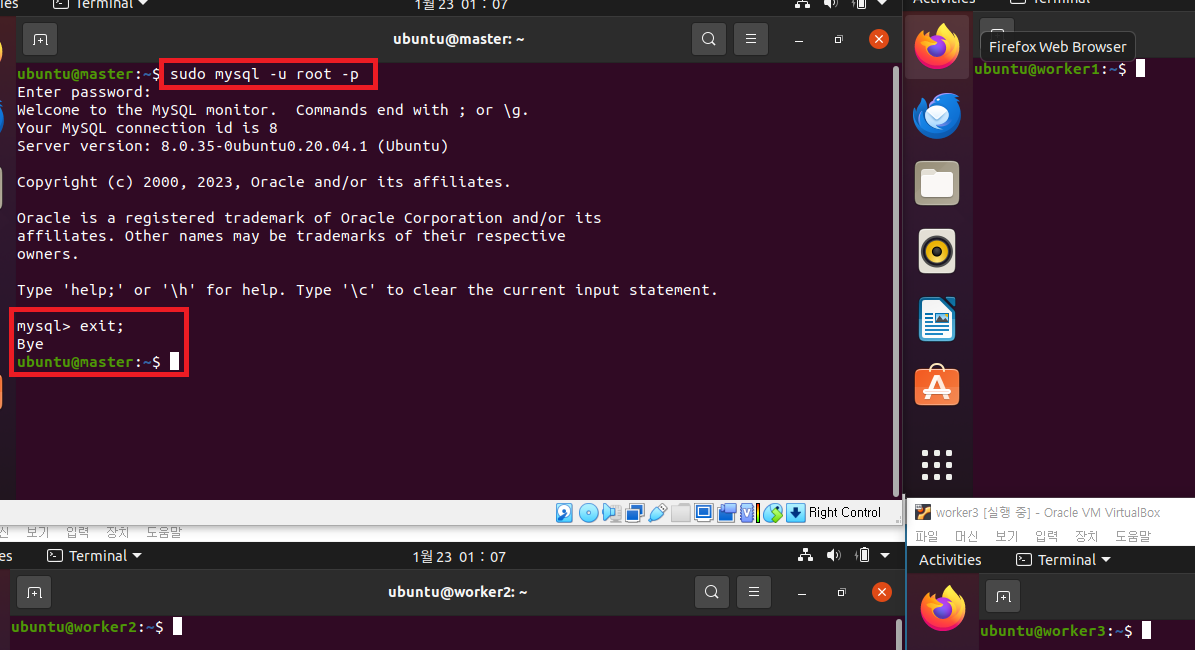 Terminal
1월 23 01 : 07
ubuntu@master: ~
ubuntu@master:~$ sudo mysql -u root -p
Enter password:
Welcome to the MySQL monitor.  Commands end with ; or \g.
Your MySQL connection id is 8
Server version: 8.0.35-0ubuntu0.20.04.1 (Ubuntu)
Copyright (c) 2000, 2023, Oracle and/or its affiliates.
Oracle is a registered trademark of Oracle Corporation and/or its
affiliates. Other names may be trademarks of their respective
owners.
Type 'help;' or '\h' for help. Type '\c' to clear the current input statement.
mysql> exit;
Bye
ubuntu@master:~$
Right Control
Activities
Terminal
Firefox Web Browser
ubuntu@worker1:~$
보기 입력 장치 도움말
Terminal
1월 23 01 : 07
ubuntu@worker2: ~
ubuntu@worker2:~$
worker3 [실행 중] - Oracle VM VirtualBox
파일 머신 보기 입력 장치 도움말
Activities
Terminal
ubuntu@worker3:~$